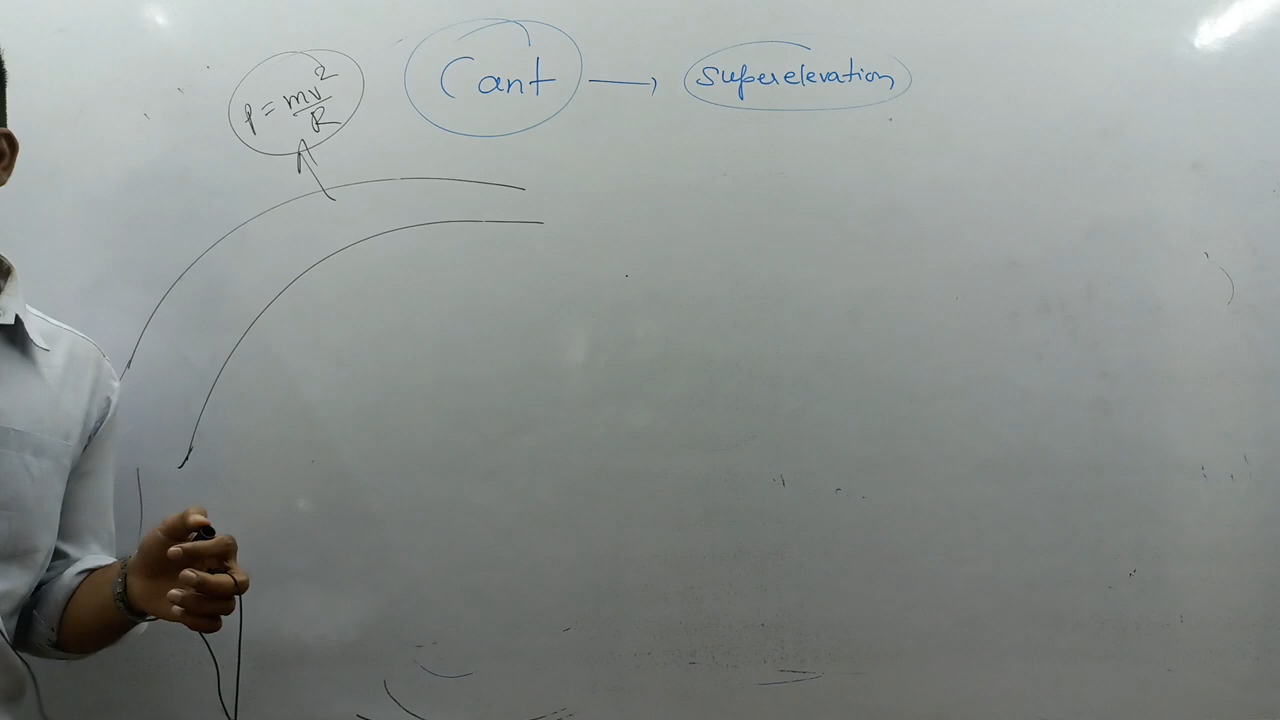 Cant → Superelevation
P = mv²/R